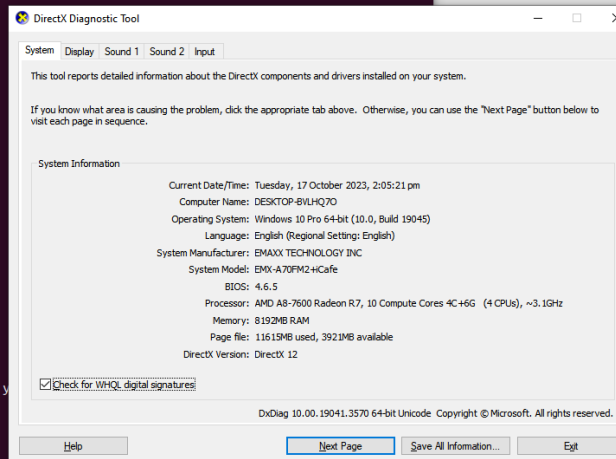 DirectX Diagnostic Tool
System Display Sound 1 Sound 2 Input
This tool reports detailed information about the DirectX components and drivers installed on your system.
If you know what area is causing the problem, click the appropriate tab above. Otherwise, you can use the "Next Page" button below to
visit each page in sequence.
System Information
Current Date/Time: Tuesday, 17 October 2023, 2:05:21 pm
Computer Name: DESKTOP-BVLHQ7O
Operating System: Windows 10 Pro 64-bit (10.0, Build 19045)
Language: English (Regional Setting: English)
System Manufacturer: EMAXX TECHNOLOGY INC
System Model: EMX-A70FM2+iCafe
BIOS: 4.6.5
Processor: AMD A8-7600 Radeon R7, 10 Compute Cores 4C+6G (4 CPUs), ~3.1GHz
Memory: 8192MB RAM
Page file: 11615MB used, 3921MB available
DirectX Version: DirectX 12
y
Check for WHQL digital signatures
DxDiag 10.00.19041.3570 64-bit Unicode Copyright © Microsoft. All rights reserved.
Help Next Page Save All Information... Exit